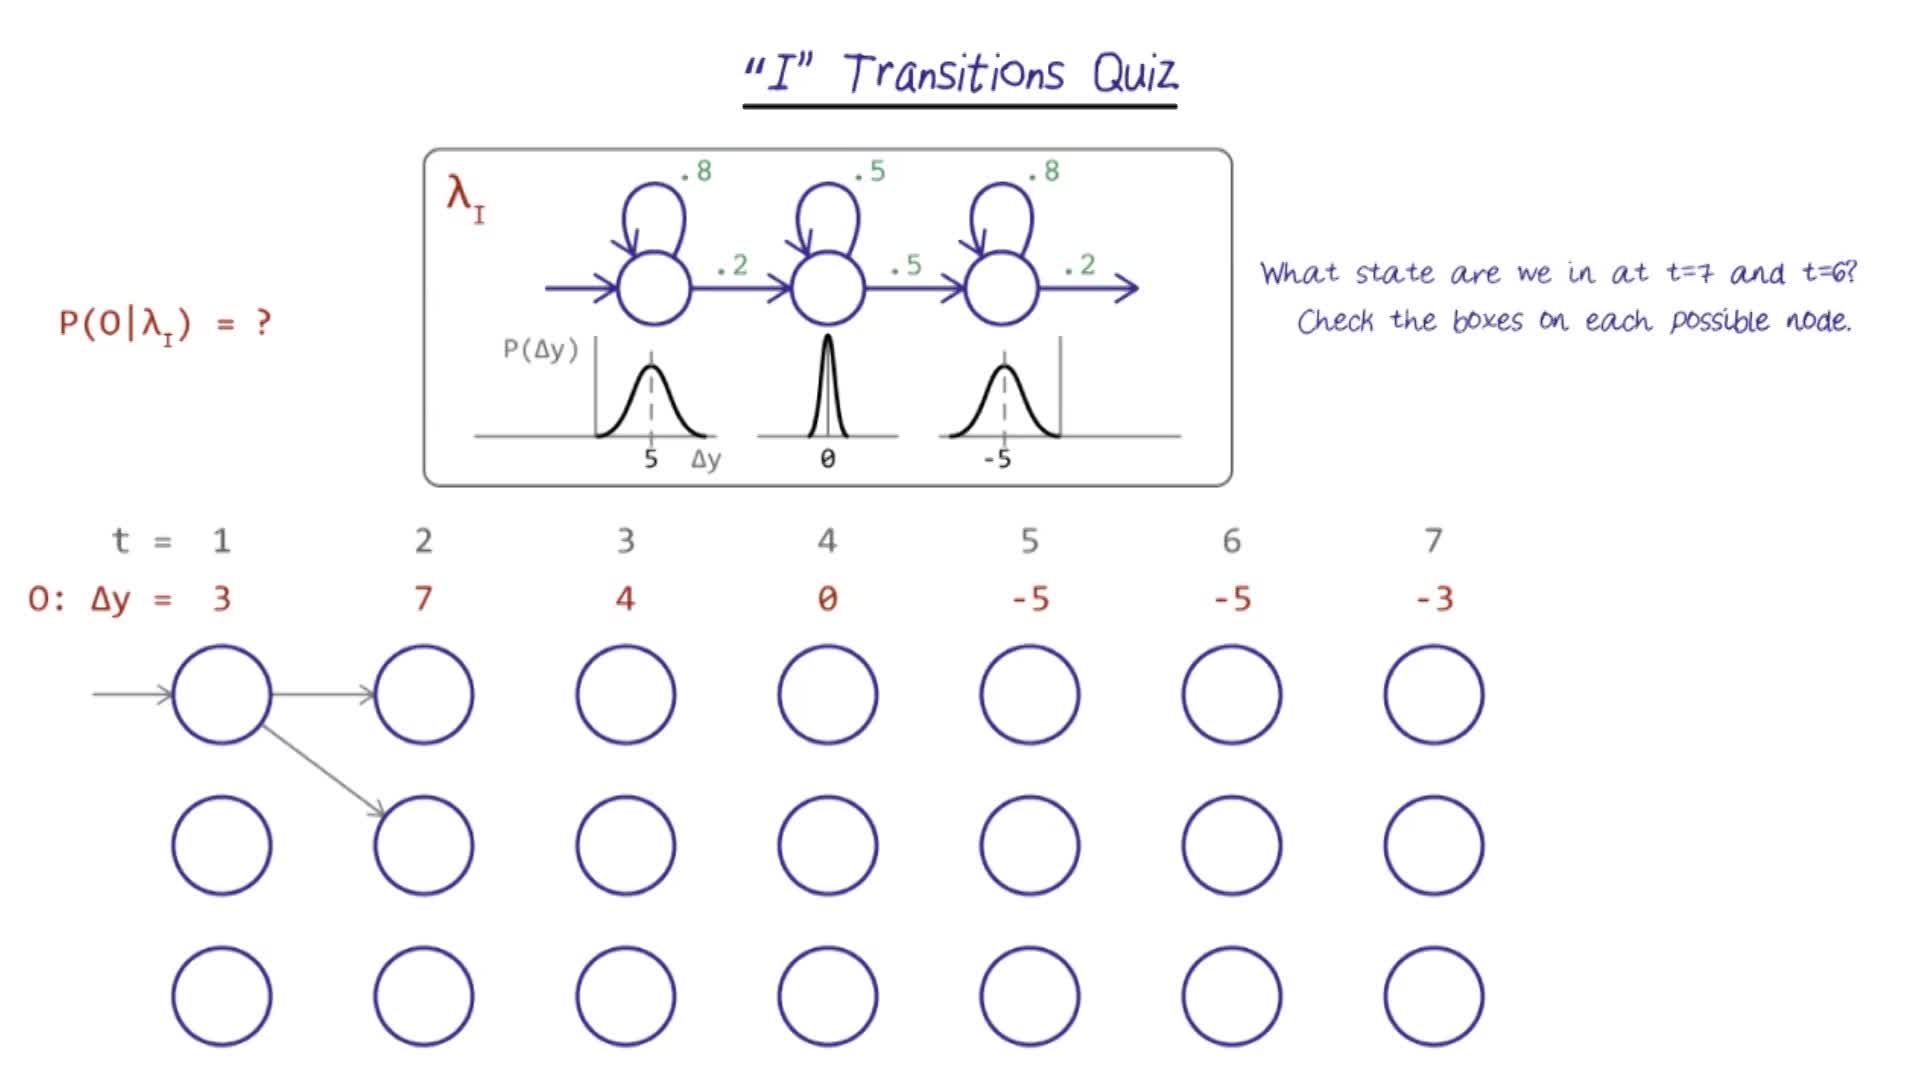 “I” Transitions Quiz
λI
.8 .5 .8
.2 .5 .2
What state are we in at t=7 and t=6?
Check the boxes on each possible node.
P(O|λI) = ?
P(Δy)
5 Δy 0 -5
t = 1 2 3 4 5 6 7
O: Δy = 3 7 4 0 -5 -5 -3